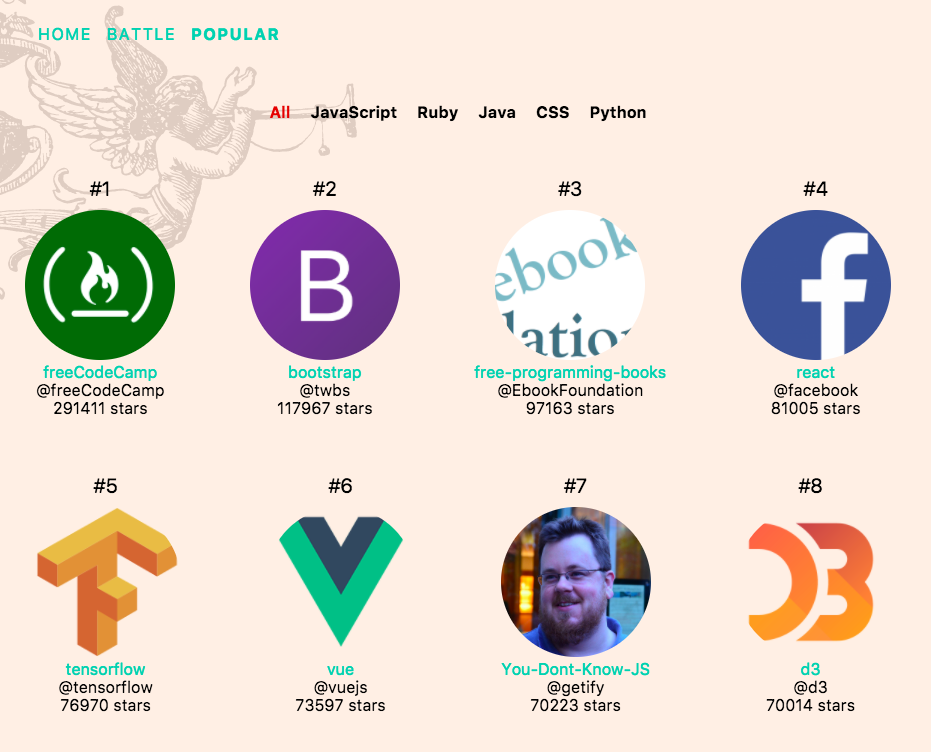 HOME BATTLE POPULAR
All JavaScript Ruby Java CSS Python
#1 #2 #3 #4
B
ebook
lation
f
freeCodeCamp bootstrap free-programming-books react
@freeCodeCamp @twbs @EbookFoundation @facebook
291411 stars 117967 stars 97163 stars 81005 stars
#5 #6 #7 #8
tensorflow vue You-Dont-Know-JS d3
@tensorflow @vuejs @getify @d3
76970 stars 73597 stars 70223 stars 70014 stars